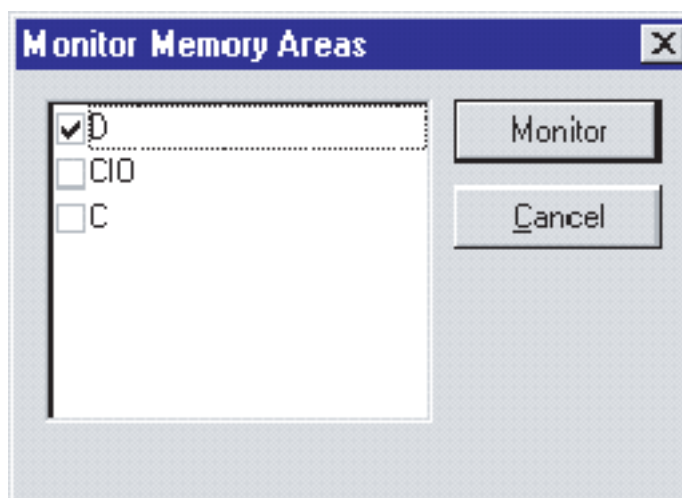 Monitor Memory Areas
D
CIO
C
Monitor
Cancel